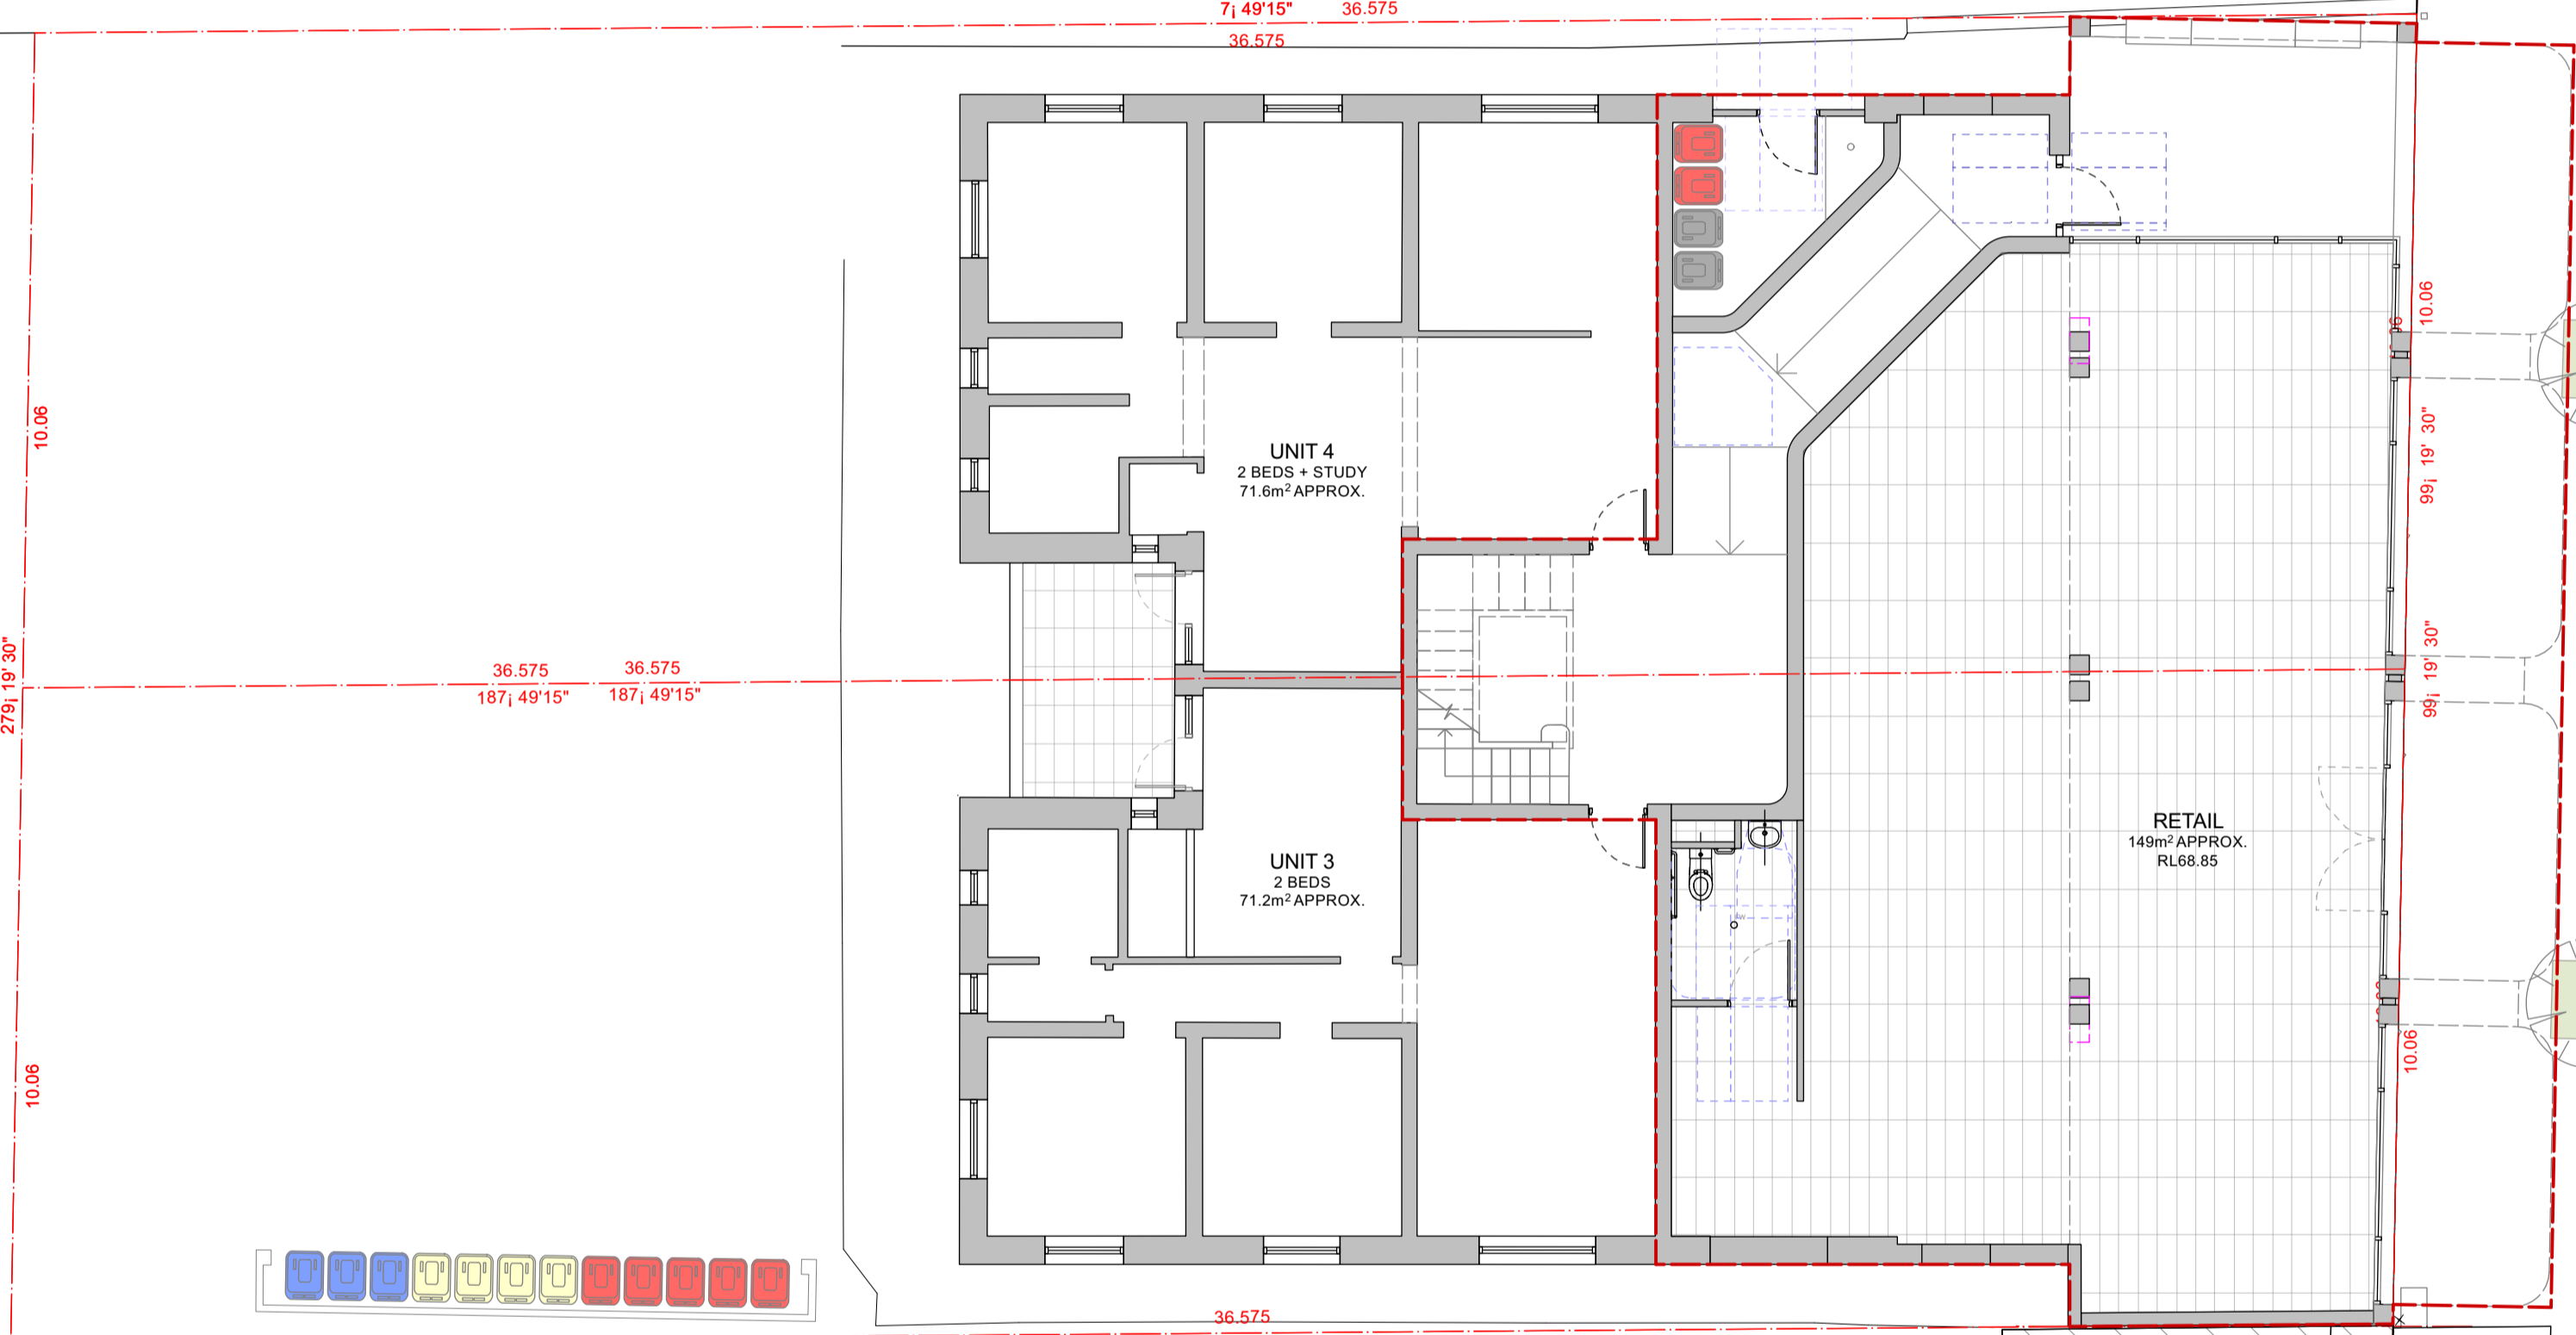 7¡ 49'15" 36.575
36.575
10.06
10.06
99¡ 19' 30"
UNIT 4
2 BEDS + STUDY
71.6m² APPROX.
279¡ 19' 30"
36.575 36.575
187¡ 49'15" 187¡ 49'15"
99¡ 19' 30"
RETAIL
149m² APPROX.
RL68.85
UNIT 3
2 BEDS
71.2m² APPROX.
10.06
10.06
36.575